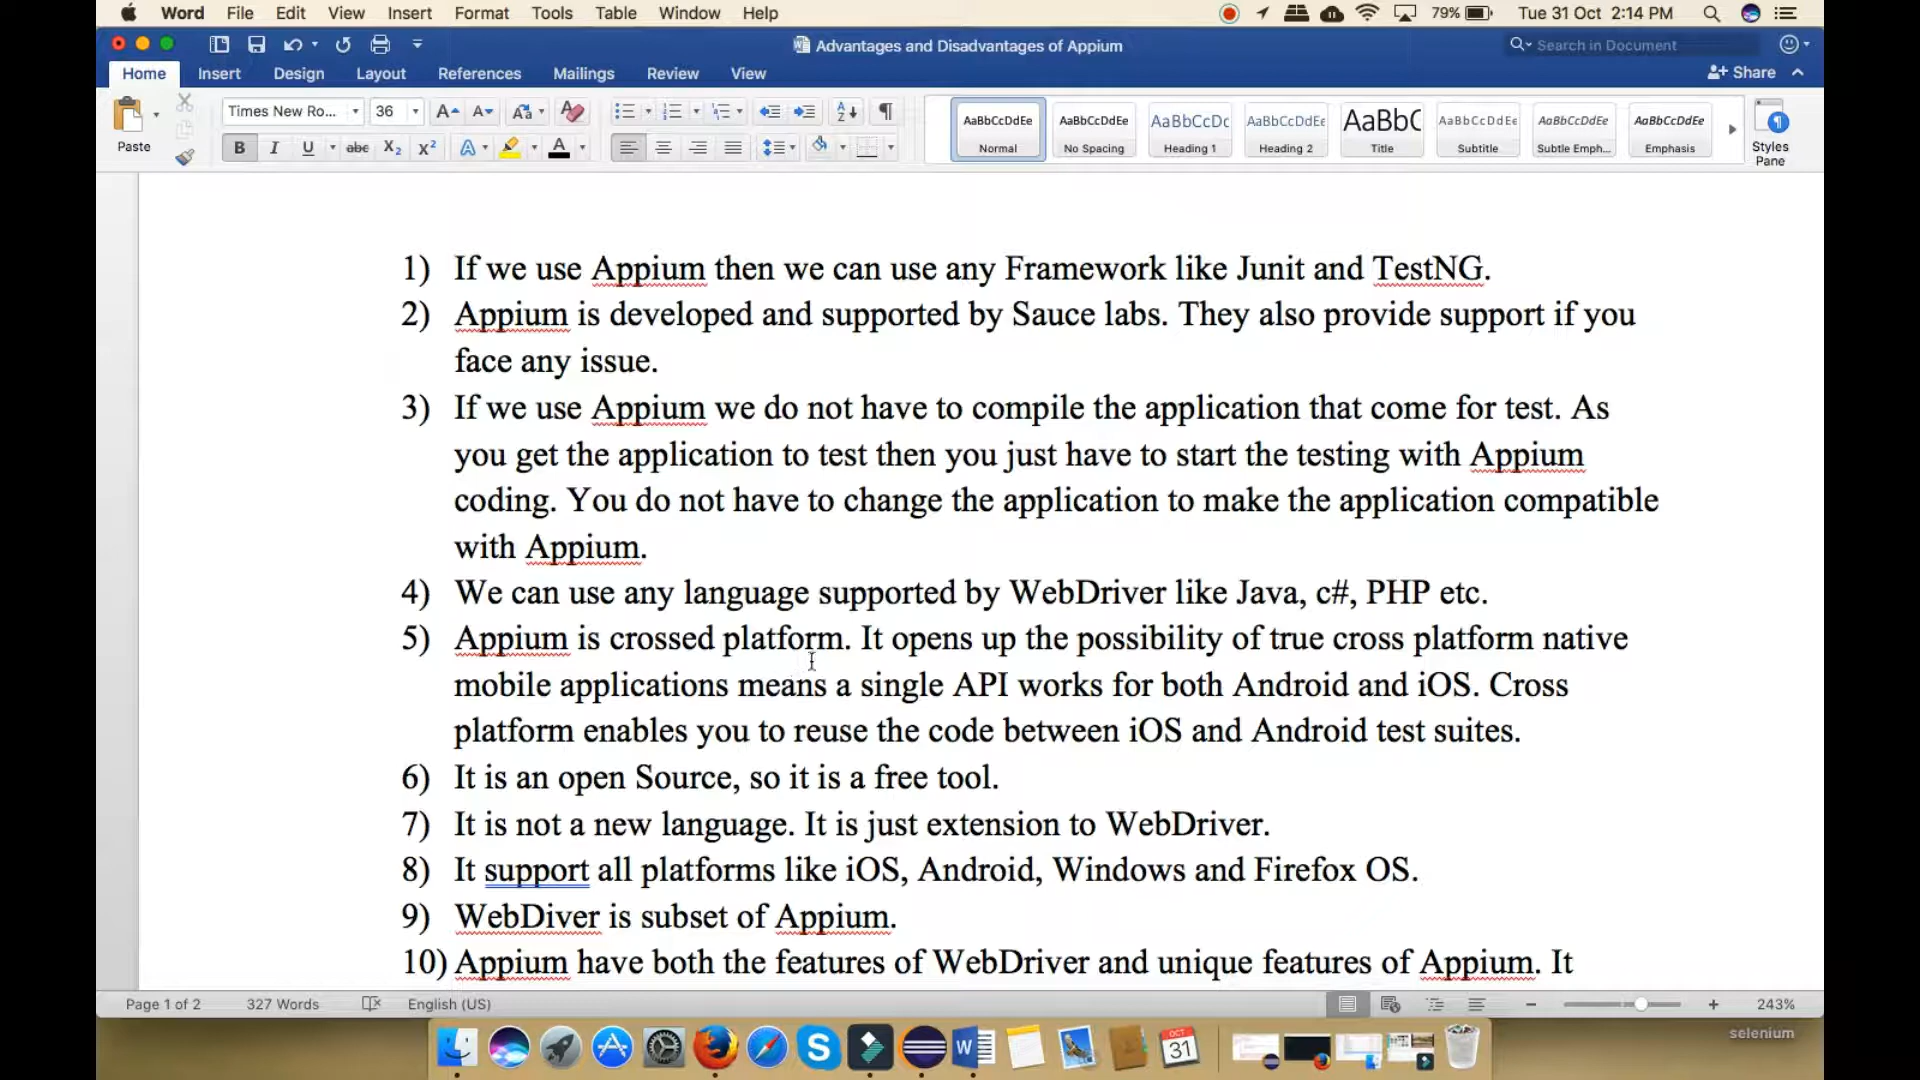 Word File Edit View Insert Format Tools Table Window Help 79% Tue 31 Oct 2:14 PM
Advantages and Disadvantages of Appium Search in Document
Home Insert Design Layout References Mailings Review View Share
Times New Ro... 36
Paste
AaBbCcDdEe AaBbCcDdEe AaBbCcDc AaBbCcDdEe AaBbC AaBbCcDdEe AaBbCcDdEe AaBbCcDdEe
Normal No Spacing Heading 1 Heading 2 Title Subtitle Subtle Emph... Emphasis Styles Pane
1) If we use Appium then we can use any Framework like Junit and TestNG.
2) Appium is developed and supported by Sauce labs. They also provide support if you
face any issue.
3) If we use Appium we do not have to compile the application that come for test. As
you get the application to test then you just have to start the testing with Appium
coding. You do not have to change the application to make the application compatible
with Appium.
4) We can use any language supported by WebDriver like Java, c#, PHP etc.
5) Appium is crossed platform. It opens up the possibility of true cross platform native
mobile applications means a single API works for both Android and iOS. Cross
platform enables you to reuse the code between iOS and Android test suites.
6) It is an open Source, so it is a free tool.
7) It is not a new language. It is just extension to WebDriver.
8) It support all platforms like iOS, Android, Windows and Firefox OS.
9) WebDiver is subset of Appium.
10) Appium have both the features of WebDriver and unique features of Appium. It
Page 1 of 2 327 Words English (US) 243%
selenium
OCT
31